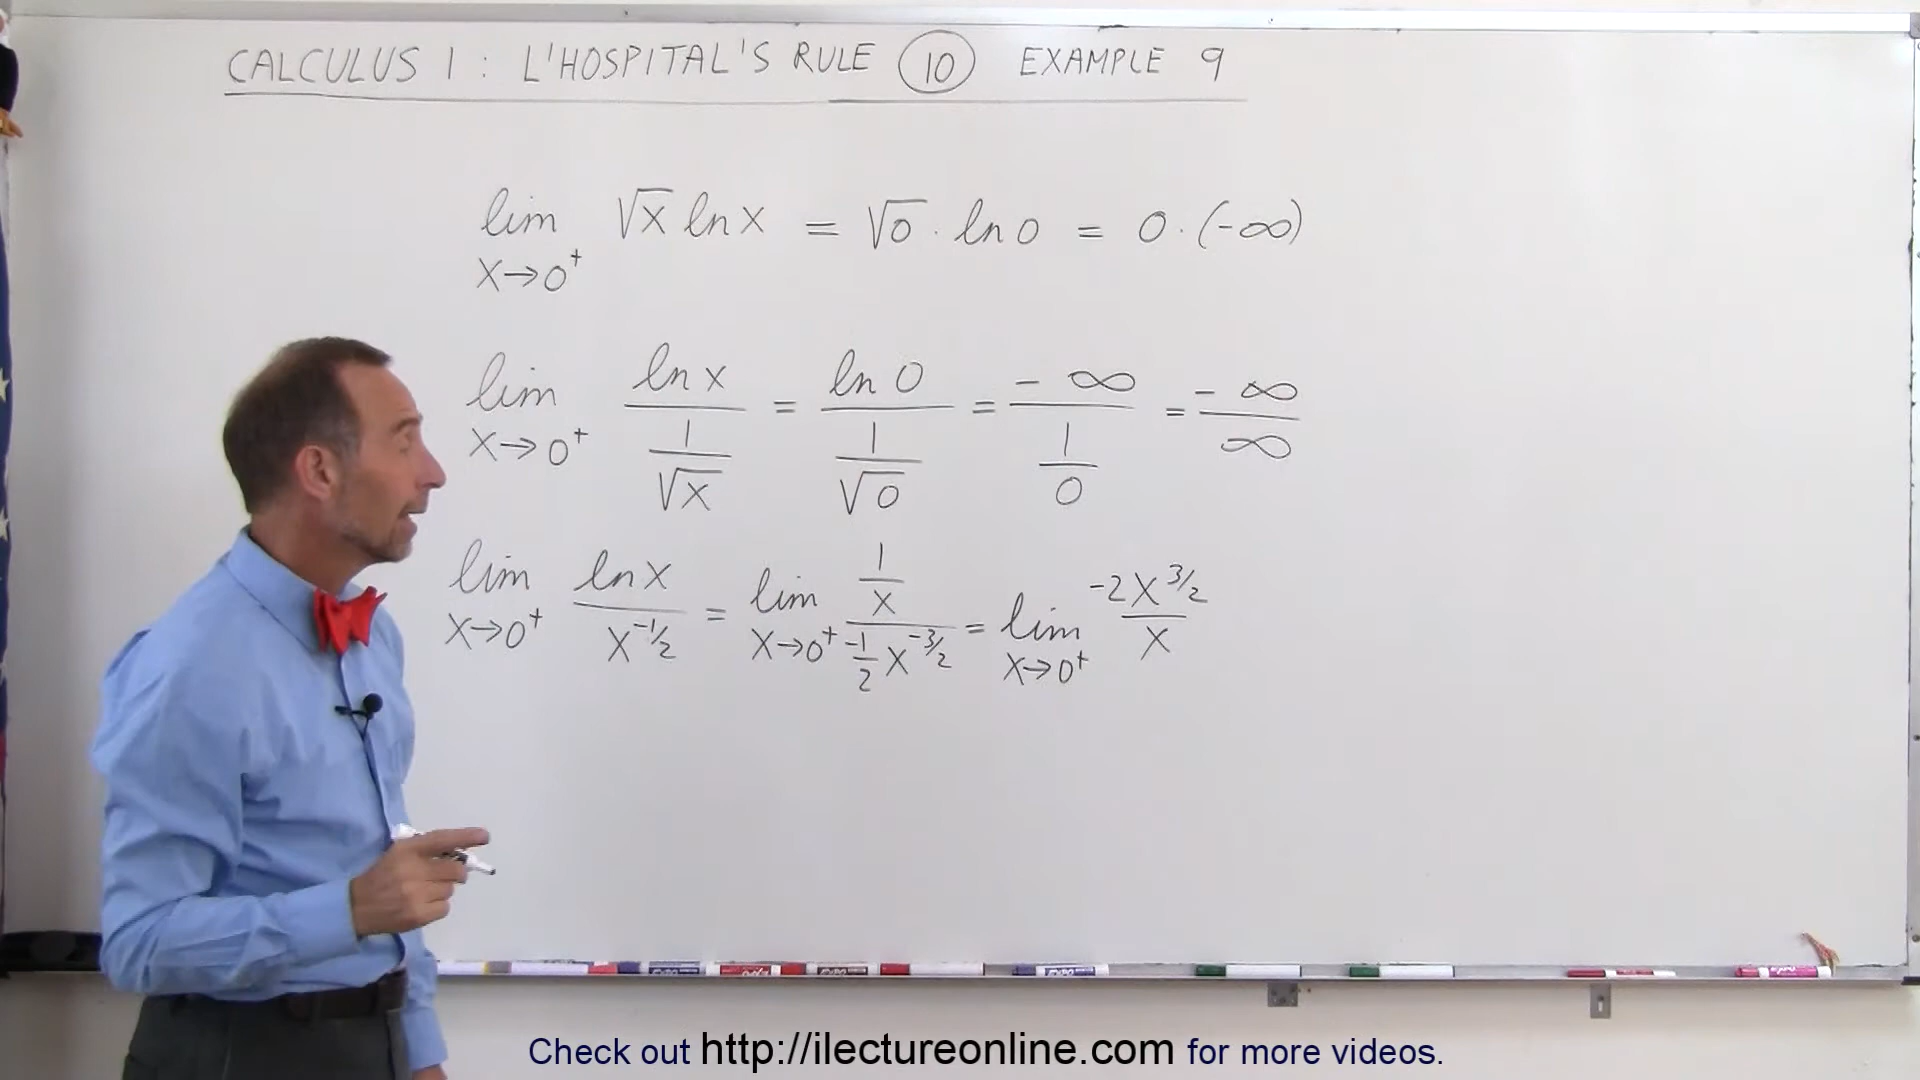 CALCULUS 1 : L'HOSPITAL'S RULE 10 EXAMPLE 9
lim x→0⁺ √x ln x = √0 · ln 0 = 0 · (-∞)
lim x→0⁺ ln x / (1/√x) = ln 0 / (1/√0) = -∞ / (1/0) = -∞/∞
lim x→0⁺ ln x / x^(-1/2) = lim x→0⁺ (1/x) / (-1/2 x^(-3/2)) = lim x→0⁺ -2x^(3/2) / x
Check out http://ilectureonline.com for more videos.